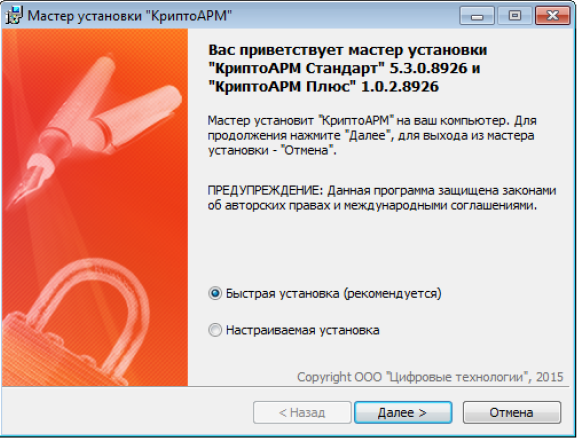 Мастер установки "КриптоАРМ"
Вас приветствует мастер установки
"КриптоАРМ Стандарт" 5.3.0.8926 и
"КриптоАРМ Плюс" 1.0.2.8926
Мастер установит "КриптоАРМ" на ваш компьютер. Для
продолжения нажмите "Далее", для выхода из мастера
установки - "Отмена".
ПРЕДУПРЕЖДЕНИЕ: Данная программа защищена законами
об авторских правах и международными соглашениями.
Быстрая установка (рекомендуется)
Настраиваемая установка
Copyright ООО "Цифровые технологии", 2015
< Назад
Далее >
Отмена